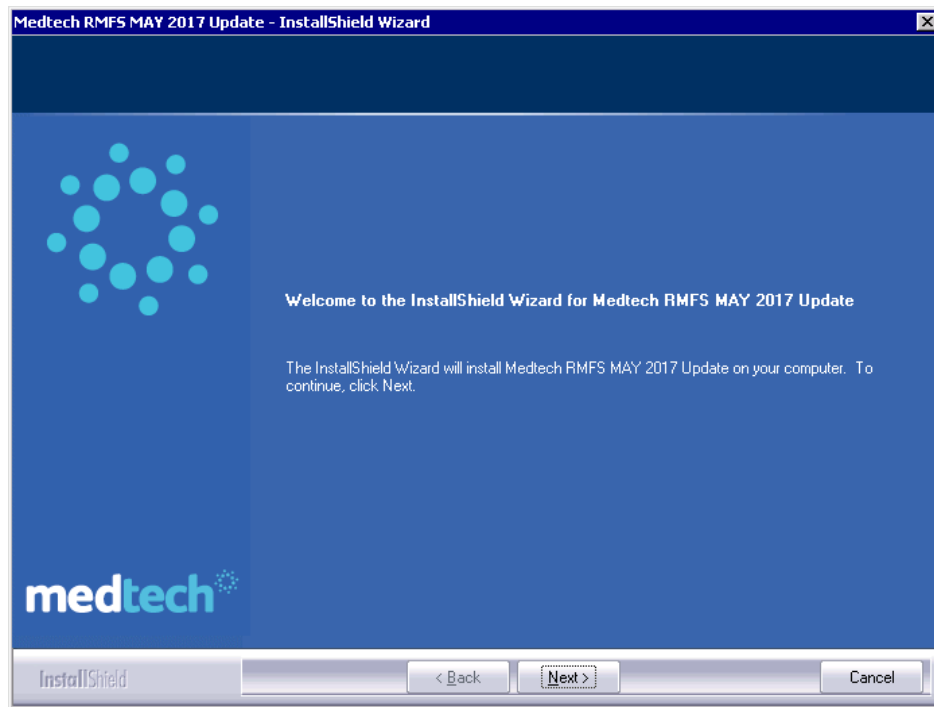 Medtech RMFS MAY 2017 Update - InstallShield Wizard
Welcome to the InstallShield Wizard for Medtech RMFS MAY 2017 Update
The InstallShield Wizard will install Medtech RMFS MAY 2017 Update on your computer. To
continue, click Next.
medtech
InstallShield
< Back
Next >
Cancel